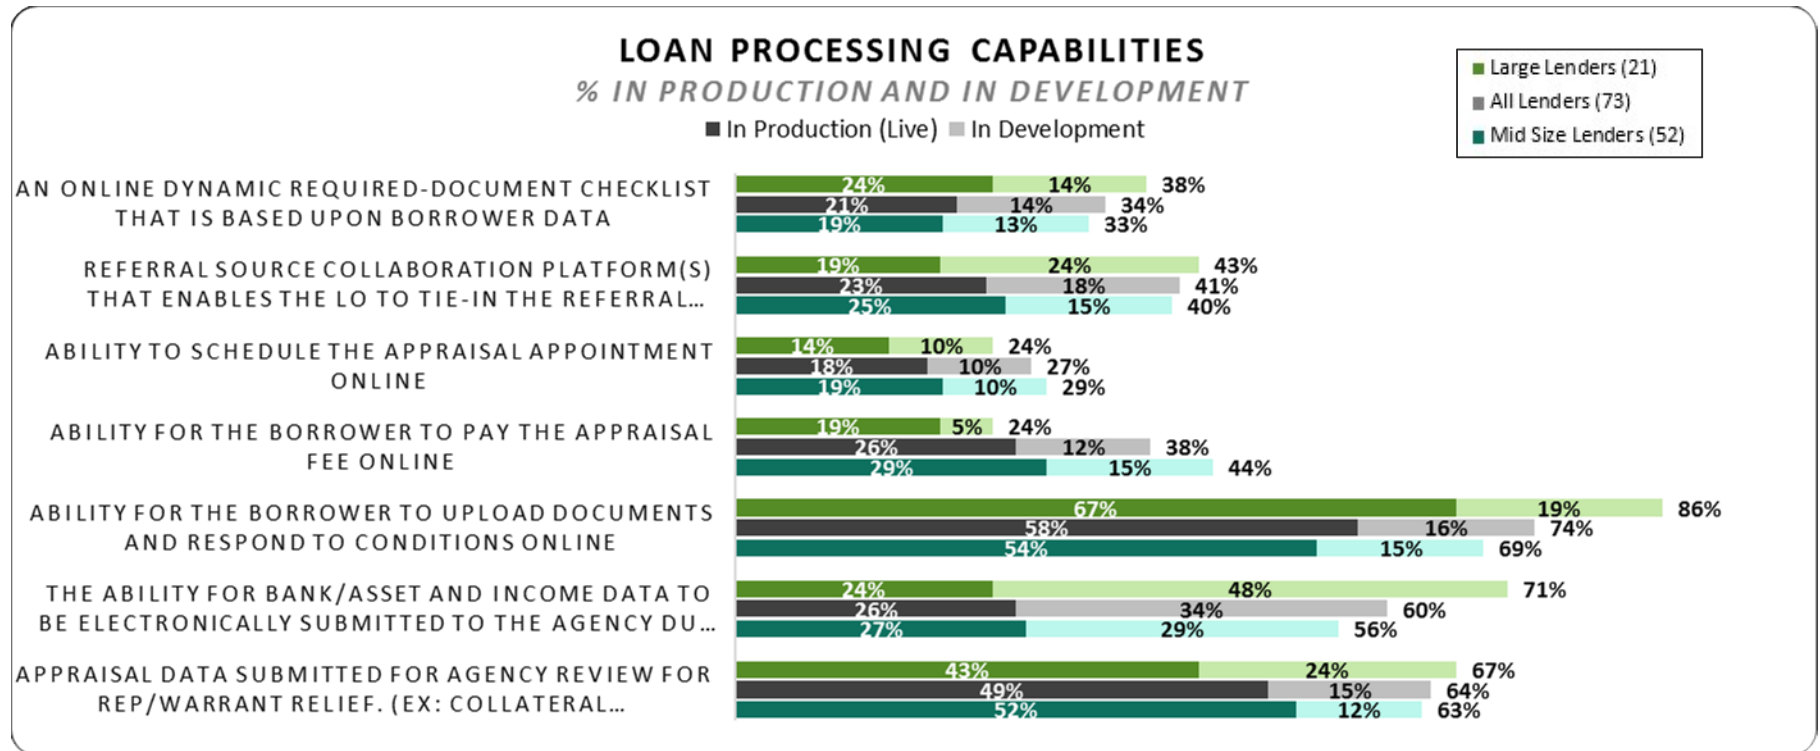 LOAN PROCESSING CAPABILITIES
% IN PRODUCTION AND IN DEVELOPMENT
In Production (Live) In Development
Large Lenders (21)
All Lenders (73)
Mid Size Lenders (52)
AN ONLINE DYNAMIC REQUIRED-DOCUMENT CHECKLIST
THAT IS BASED UPON BORROWER DATA
24% 14% 38%
21% 14% 34%
19% 13% 33%
REFERRAL SOURCE COLLABORATION PLATFORM(S)
THAT ENABLES THE LO TO TIE-IN THE REFERRAL...
19% 24% 43%
23% 18% 41%
25% 15% 40%
ABILITY TO SCHEDULE THE APPRAISAL APPOINTMENT
ONLINE
14% 10% 24%
18% 10% 27%
19% 10% 29%
ABILITY FOR THE BORROWER TO PAY THE APPRAISAL
FEE ONLINE
19% 5% 24%
26% 12% 38%
29% 15% 44%
ABILITY FOR THE BORROWER TO UPLOAD DOCUMENTS
AND RESPOND TO CONDITIONS ONLINE
67% 19% 86%
58% 16% 74%
54% 15% 69%
THE ABILITY FOR BANK/ASSET AND INCOME DATA TO
BE ELECTRONICALLY SUBMITTED TO THE AGENCY DU...
24% 48% 71%
26% 34% 60%
27% 29% 56%
APPRAISAL DATA SUBMITTED FOR AGENCY REVIEW FOR
REP/WARRANT RELIEF. (EX: COLLATERAL...
43% 24% 67%
49% 15% 64%
52% 12% 63%